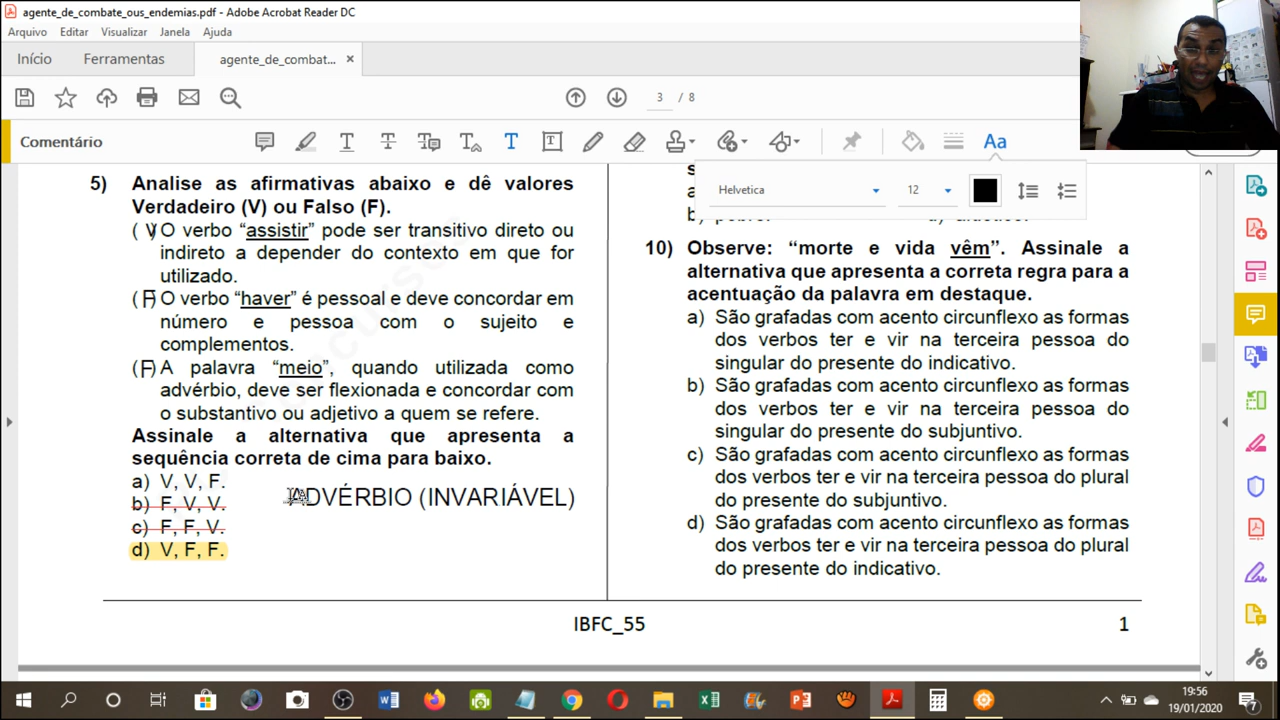 agente_de_combate_ous_endemias.pdf - Adobe Acrobat Reader DC
Arquivo Editar Visualizar Janela Ajuda
Início Ferramentas agente_de_combat... ×
3 / 8
Comentário
Helvetica 12
5) Analise as afirmativas abaixo e dê valores
Verdadeiro (V) ou Falso (F).
( V) O verbo “assistir” pode ser transitivo direto ou
indireto a depender do contexto em que for
utilizado.
( F) O verbo “haver” é pessoal e deve concordar em
número e pessoa com o sujeito e
complementos.
( F) A palavra “meio”, quando utilizada como
advérbio, deve ser flexionada e concordar com
o substantivo ou adjetivo a quem se refere.
Assinale a alternativa que apresenta a
sequência correta de cima para baixo.
a) V, V, F.
b) F, V, V.
c) F, F, V.
d) V, F, F.
ADVÉRBIO (INVARIÁVEL)
10) Observe: “morte e vida vêm”. Assinale a
alternativa que apresenta a correta regra para a
acentuação da palavra em destaque.
a) São grafadas com acento circunflexo as formas
dos verbos ter e vir na terceira pessoa do
singular do presente do indicativo.
b) São grafadas com acento circunflexo as formas
dos verbos ter e vir na terceira pessoa do
singular do presente do subjuntivo.
c) São grafadas com acento circunflexo as formas
dos verbos ter e vir na terceira pessoa do plural
do presente do subjuntivo.
d) São grafadas com acento circunflexo as formas
dos verbos ter e vir na terceira pessoa do plural
do presente do indicativo.
IBFC_55 1
19:56
19/01/2020